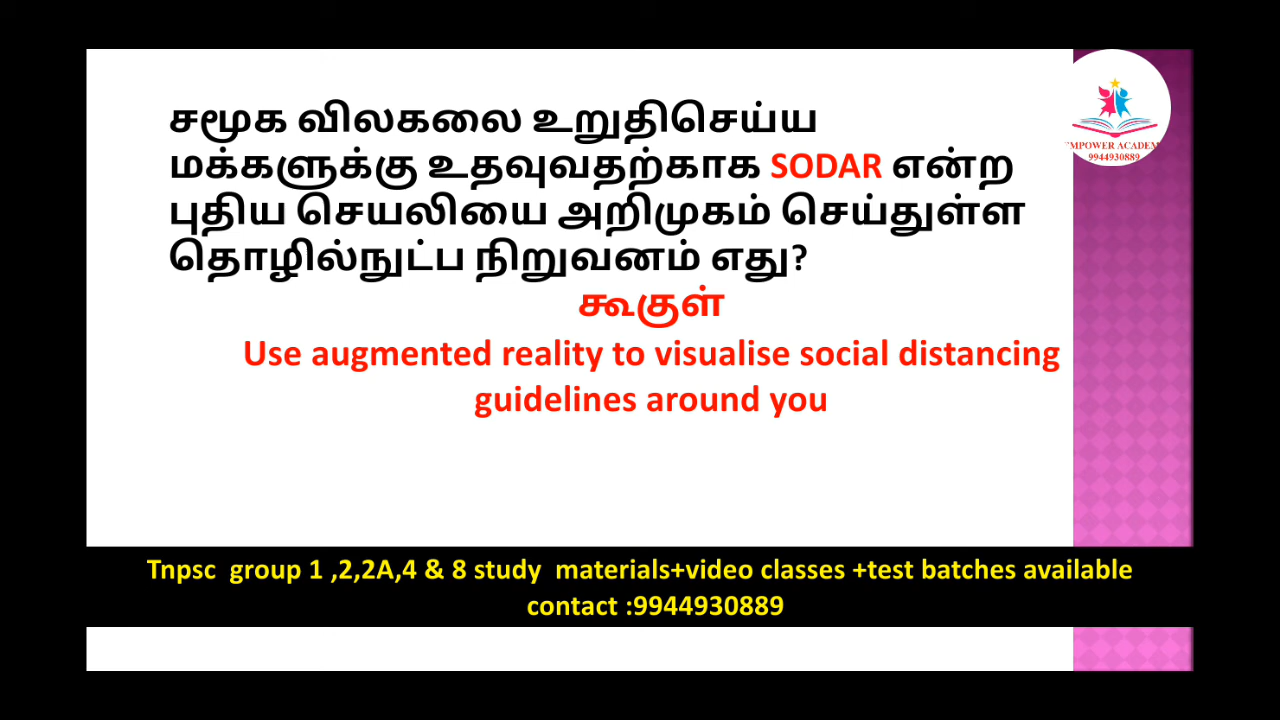 சமூக விலகலை உறுதிசெய்ய
மக்களுக்கு உதவுவதற்காக SODAR என்ற
புதிய செயலியை அறிமுகம் செய்துள்ள
தொழில்நுட்ப நிறுவனம் எது?
கூகுள்
Use augmented reality to visualise social distancing
guidelines around you
EMPOWER ACADEM
9944930889
Tnpsc group 1 ,2,2A,4 & 8 study materials+video classes +test batches available
contact :9944930889